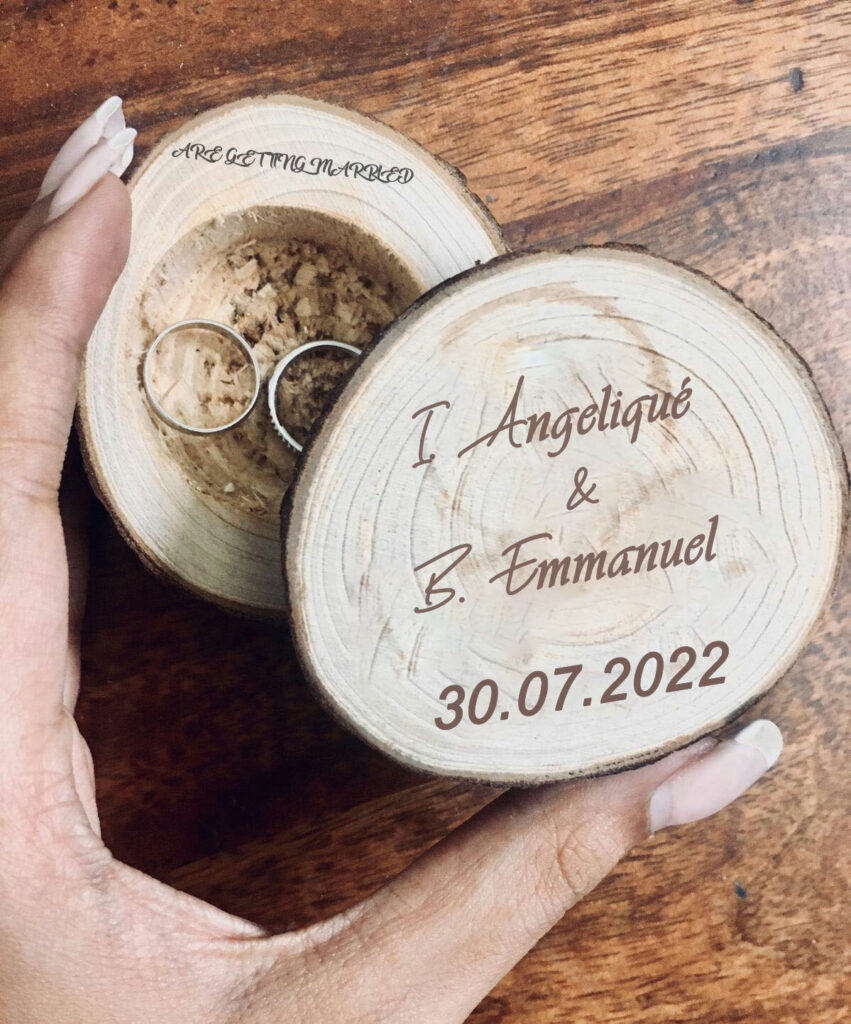 ARE GETTING MARRIED
I Angeliqué
&
B. Emmanuel
30.07.2022